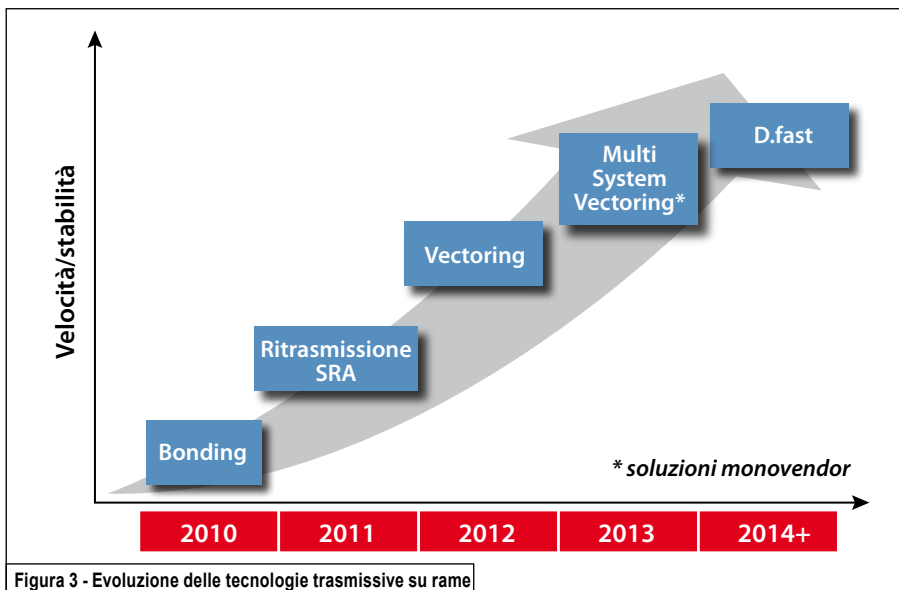 Velocità/stabilità
D.fast
Multi
System
Vectoring*
Vectoring
Ritrasmissione
SRA
Bonding
* soluzioni monovendor
2010 2011 2012 2013 2014+
Figura 3 - Evoluzione delle tecnologie trasmissive su rame